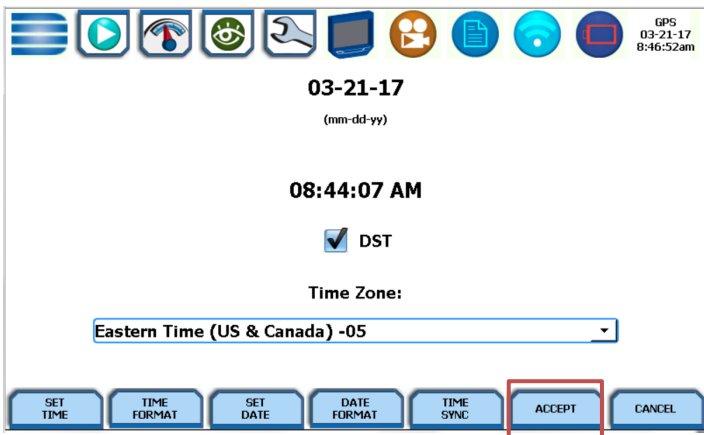 GPS
03-21-17
8:46:52am
03-21-17
(mm-dd-yy)
08:44:07 AM
DST
Time Zone:
Eastern Time (US & Canada) -05
SET
TIME
TIME
FORMAT
SET
DATE
DATE
FORMAT
TIME
SYNC
ACCEPT
CANCEL